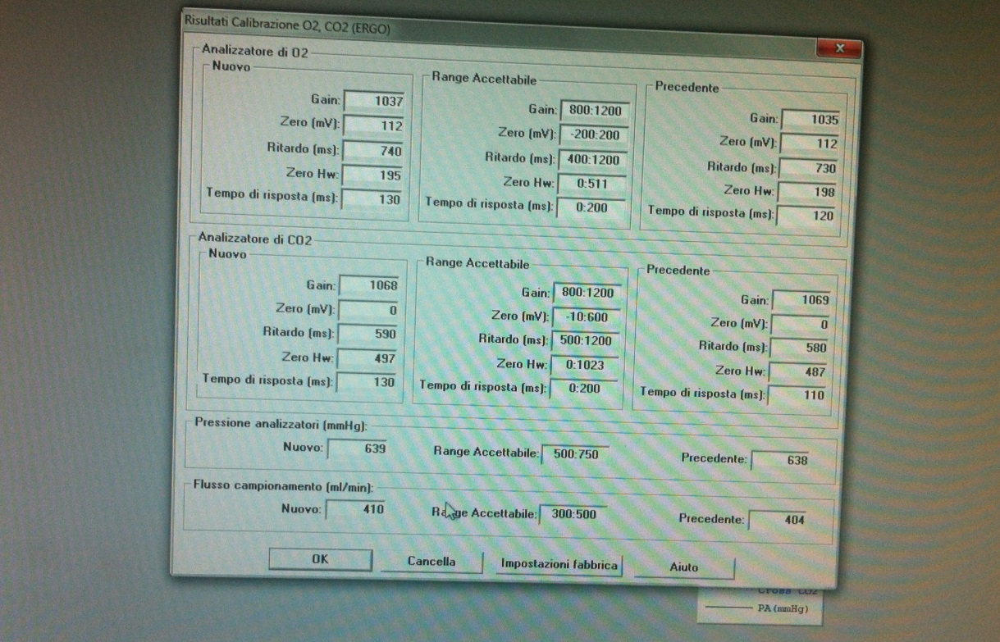 Risultati Calibrazione O2, CO2 (ERGO)
Analizzatore di O2
Nuovo
Gain: 1037
Zero (mV): 112
Ritardo (ms): 740
Zero Hw: 195
Tempo di risposta (ms): 130
Range Accettabile
Gain: 800:1200
Zero (mV): -200:200
Ritardo (ms): 400:1200
Zero Hw: 0:511
Tempo di risposta (ms): 0:200
Precedente
Gain: 1035
Zero (mV): 112
Ritardo (ms): 730
Zero Hw: 198
Tempo di risposta (ms): 120
Analizzatore di CO2
Nuovo
Gain: 1068
Zero (mV): 0
Ritardo (ms): 590
Zero Hw: 497
Tempo di risposta (ms): 130
Range Accettabile
Gain: 800:1200
Zero (mV): -10:600
Ritardo (ms): 500:1200
Zero Hw: 0:1023
Tempo di risposta (ms): 0:200
Precedente
Gain: 1069
Zero (mV): 0
Ritardo (ms): 580
Zero Hw: 487
Tempo di risposta (ms): 110
Pressione analizzatori (mmHg):
Nuovo: 639 Range Accettabile: 500:750 Precedente: 638
Flusso campionamento (ml/min):
Nuovo: 410 Range Accettabile: 300:500 Precedente: 404
OK Cancella Impostazioni fabbrica Aiuto
Cross CO2
PA (mmHg)